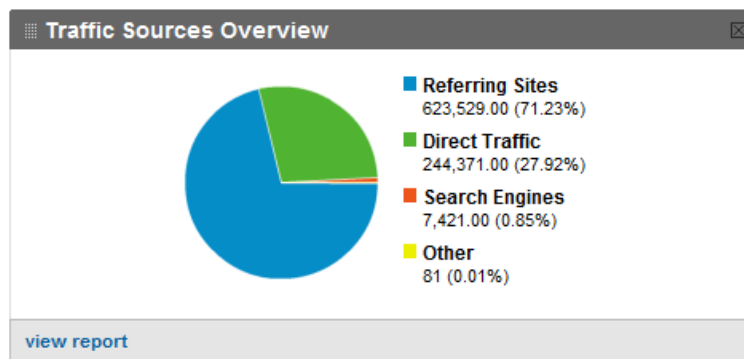 Traffic Sources Overview
Referring Sites
623,529.00 (71.23%)
Direct Traffic
244,371.00 (27.92%)
Search Engines
7,421.00 (0.85%)
Other
81 (0.01%)
view report